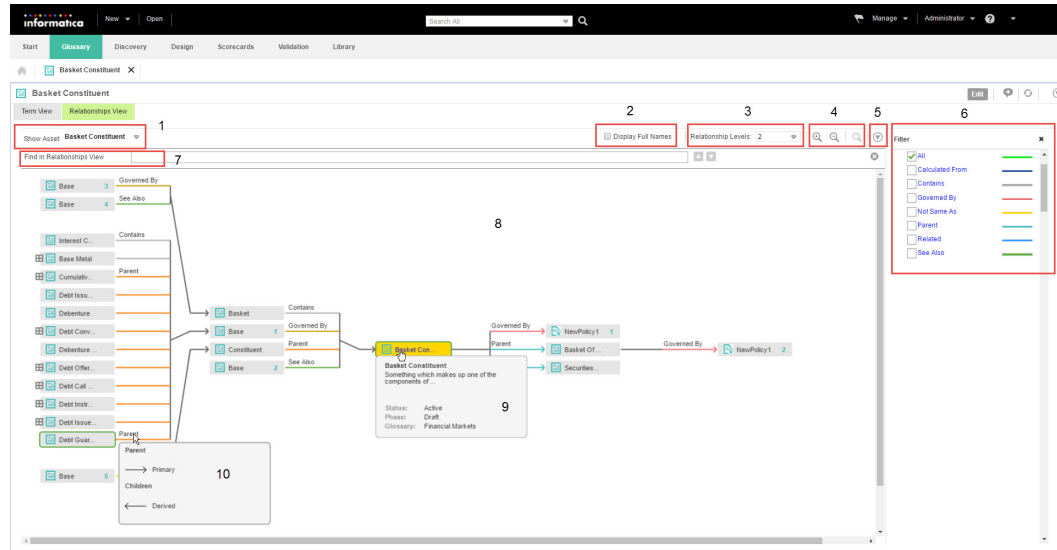 informatica New Open Search All Manage Administrator ?
Start Glossary Discovery Design Scorecards Validation Library
Basket Constituent X
Basket Constituent Edit
Term View Relationships View
1 2 3 4 5 6
Show Asset: Basket Constituent Display Full Names Relationship Levels: 2 Filter
Find in Relationships View 7
All
Calculated From
Contains
Governed By
Not Same As
Parent
Related
See Also
8
Base 3 Governed By
Base 4 See Also
Interest C... Contains
Base Metal
Cumulativ... Parent
Debt Issu...
Debenture
Debt Conv...
Debenture ...
Debt Offer...
Debt Call ...
Debt Instr...
Debt Issue...
Debt Guar... Parent
Base 5
Basket Contains
Base 1 Governed By
Constituent Parent
Base 2 See Also
Basket Con...
Governed By NewPolicy1 1
Parent Basket Of ... Governed By NewPolicy1 2
Securities...
Basket Constituent
Something which makes up one of the
components of ...
Status: Active
Phase: Draft
Glossary: Financial Markets
9
Parent
Primary
Children
Derived
10